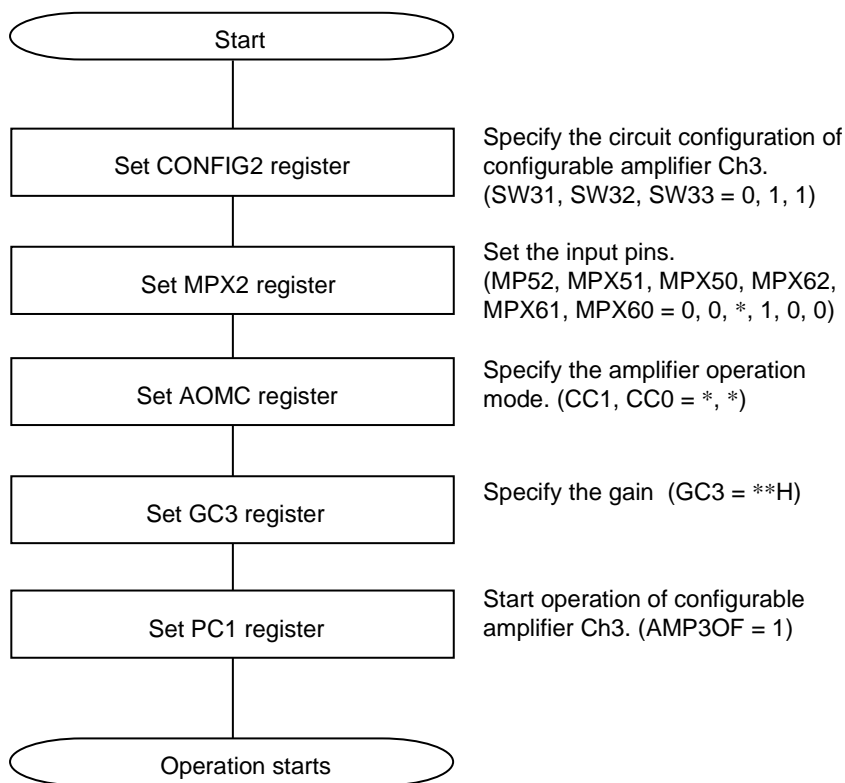 Start
Set CONFIG2 register
Specify the circuit configuration of
configurable amplifier Ch3.
(SW31, SW32, SW33 = 0, 1, 1)
Set MPX2 register
Set the input pins.
(MP52, MPX51, MPX50, MPX62,
MPX61, MPX60 = 0, 0, *, 1, 0, 0)
Set AOMC register
Specify the amplifier operation
mode. (CC1, CC0 = *, *)
Set GC3 register
Specify the gain (GC3 = **H)
Set PC1 register
Start operation of configurable
amplifier Ch3. (AMP3OF = 1)
Operation starts